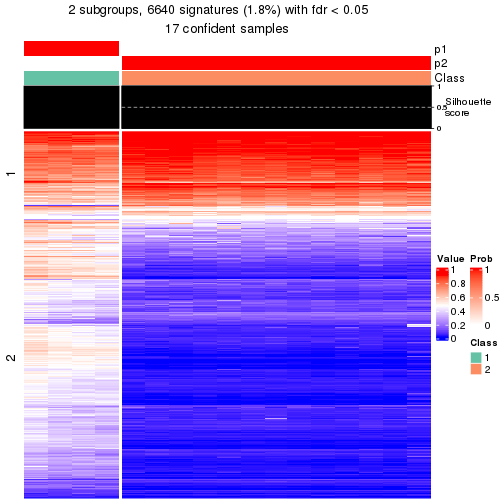 2 subgroups, 6640 signatures (1.8%) with fdr < 0.05
17 confident samples
p1
p2
Class
1
0.5
0
Silhouette
score
1
2
Value
1
0.8
0.6
0.4
0.2
0
Prob
1
0.5
0
Class
1
2